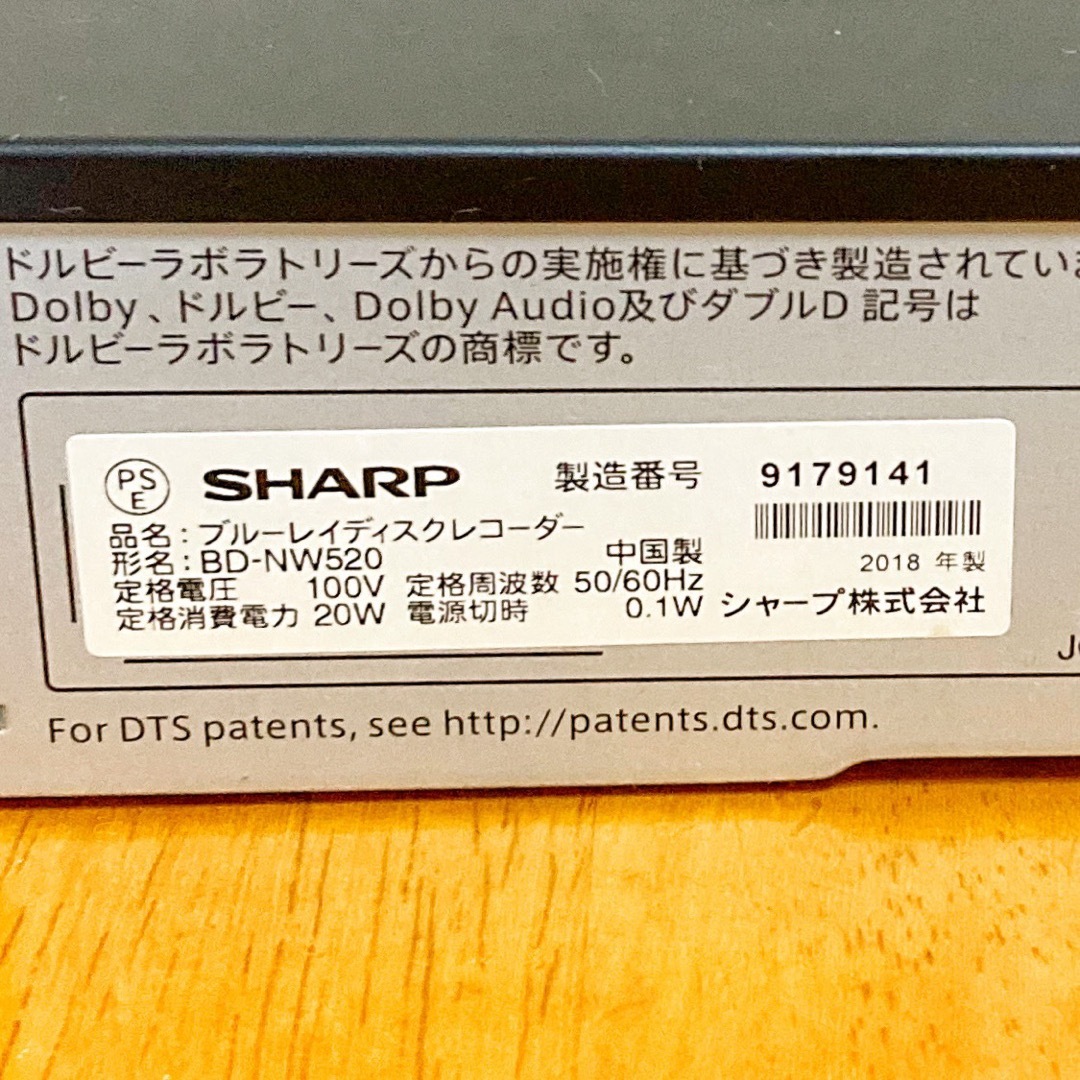 ドルビーラボラトリーズからの実施権に基づき製造されていま
Dolby、ドルビー、Dolby Audio及びダブルD 記号は
ドルビーラボラトリーズの商標です。
PS
E
SHARP 製造番号 9179141
品名：ブルーレイディスクレコーダー
形名：BD-NW520 中国製 2018 年製
定格電圧 100V 定格周波数 50/60Hz
定格消費電力 20W 電源切時 0.1W シャープ株式会社
For DTS patents, see http://patents.dts.com.